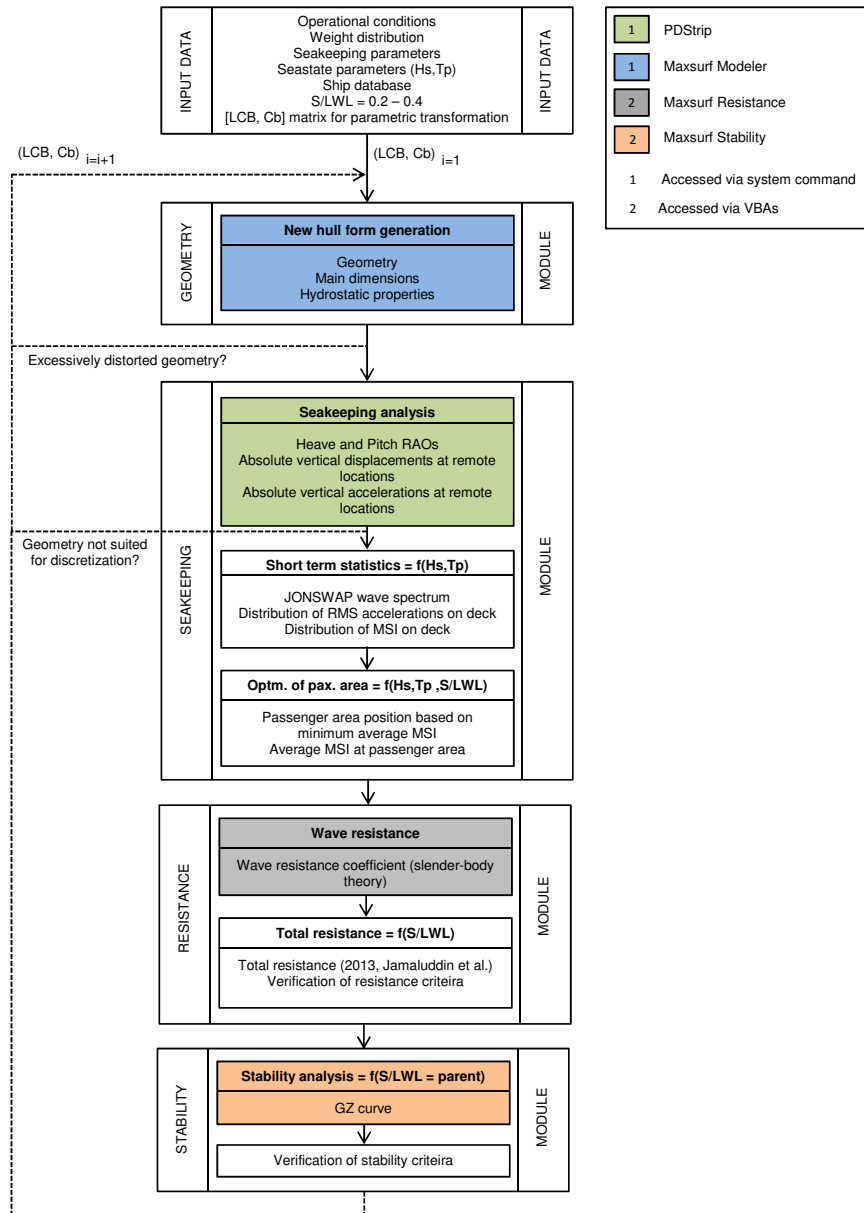 INPUT DATA
Operational conditions
Weight distribution
Seakeeping parameters
Seastate parameters (Hs,Tp)
Ship database
S/LWL = 0.2 – 0.4
[LCB, Cb] matrix for parametric transformation
INPUT DATA
1 PDStrip
1 Maxsurf Modeler
2 Maxsurf Resistance
2 Maxsurf Stability
1 Accessed via system command
2 Accessed via VBAs
(LCB, Cb) i=i+1
(LCB, Cb) i=1
GEOMETRY
New hull form generation
Geometry
Main dimensions
Hydrostatic properties
MODULE
Excessively distorted geometry?
SEAKEEPING
Seakeeping analysis
Heave and Pitch RAOs
Absolute vertical displacements at remote
locations
Absolute vertical accelerations at remote
locations
MODULE
Geometry not suited
for discretization?
Short term statistics = f(Hs,Tp)
JONSWAP wave spectrum
Distribution of RMS accelerations on deck
Distribution of MSI on deck
Optm. of pax. area = f(Hs,Tp ,S/LWL)
Passenger area position based on
minimum average MSI
Average MSI at passenger area
RESISTANCE
Wave resistance
Wave resistance coefficient (slender-body
theory)
MODULE
Total resistance = f(S/LWL)
Total resistance (2013, Jamaluddin et al.)
Verification of resistance criteira
STABILITY
Stability analysis = f(S/LWL = parent)
GZ curve
MODULE
Verification of stability criteira